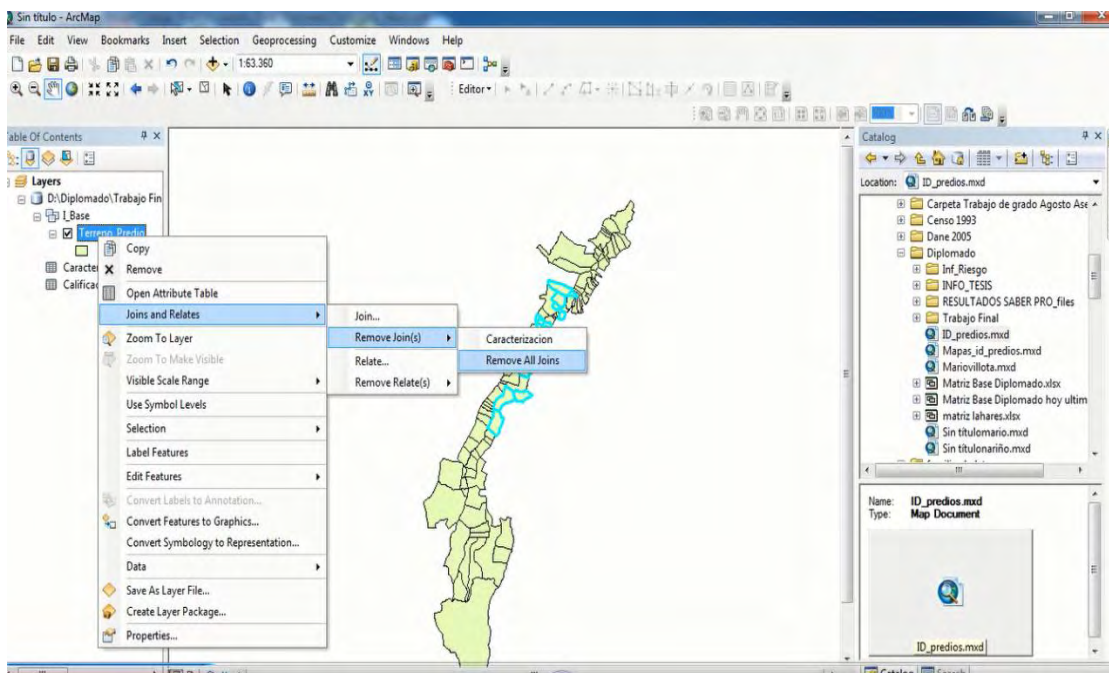 Sin título - ArcMap
File Edit View Bookmarks Insert Selection Geoprocessing Customize Windows Help
1:63.360
Editor
Table Of Contents
Layers
D:\Diplomado\Trabajo Fin
I_Base
Terreno_Predio
Caracter
Calificac
Copy
Remove
Open Attribute Table
Joins and Relates
Zoom To Layer
Zoom To Make Visible
Visible Scale Range
Use Symbol Levels
Selection
Label Features
Edit Features
Convert Labels to Annotation...
Convert Features to Graphics...
Convert Symbology to Representation...
Data
Save As Layer File...
Create Layer Package...
Properties...
Join...
Remove Join(s)
Relate...
Remove Relate(s)
Caracterizacion
Remove All Joins
Catalog
Location: ID_predios.mxd
Carpeta Trabajo de grado Agosto Ase
Censo 1993
Dane 2005
Diplomado
Inf_Riesgo
INFO_TESIS
RESULTADOS SABER PRO_files
Trabajo Final
ID_predios.mxd
Mapas_id_predios.mxd
Mariovillota.mxd
Matriz Base Diplomado.xlsx
Matriz Base Diplomado hoy ultim
matriz lahares.xlsx
Sin titulomario.mxd
Sin titulonariño.mxd
Name: ID_predios.mxd
Type: Map Document
ID_predios.mxd
Catalog Search